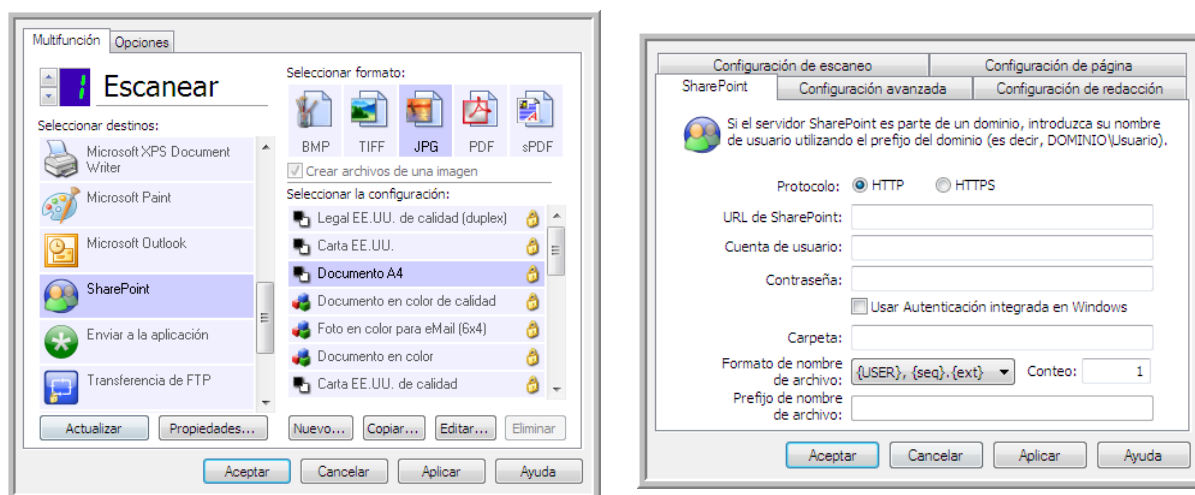 Multifunción
Opciones
1
Escanear
Seleccionar destinos:
Microsoft XPS Document
Writer
Microsoft Paint
Microsoft Outlook
SharePoint
Enviar a la aplicación
Transferencia de FTP
Actualizar
Propiedades...
Seleccionar formato:
BMP
TIFF
JPG
PDF
sPDF
Crear archivos de una imagen
Seleccionar la configuración:
Legal EE.UU. de calidad (duplex)
Carta EE.UU.
Documento A4
Documento en color de calidad
Foto en color para eMail (6x4)
Documento en color
Carta EE.UU. de calidad
Nuevo...
Copiar...
Editar...
Eliminar
Aceptar
Cancelar
Aplicar
Ayuda
Configuración de escaneo
Configuración de página
SharePoint
Configuración avanzada
Configuración de redacción
Si el servidor SharePoint es parte de un dominio, introduzca su nombre
de usuario utilizando el prefijo del dominio (es decir, DOMINIO\Usuario).
Protocolo:
HTTP
HTTPS
URL de SharePoint:
Cuenta de usuario:
Contraseña:
Usar Autenticación integrada en Windows
Carpeta:
Formato de nombre
de archivo:
{USER}, {seq}.{ext}
Conteo:
1
Prefijo de nombre
de archivo:
Aceptar
Cancelar
Aplicar
Ayuda